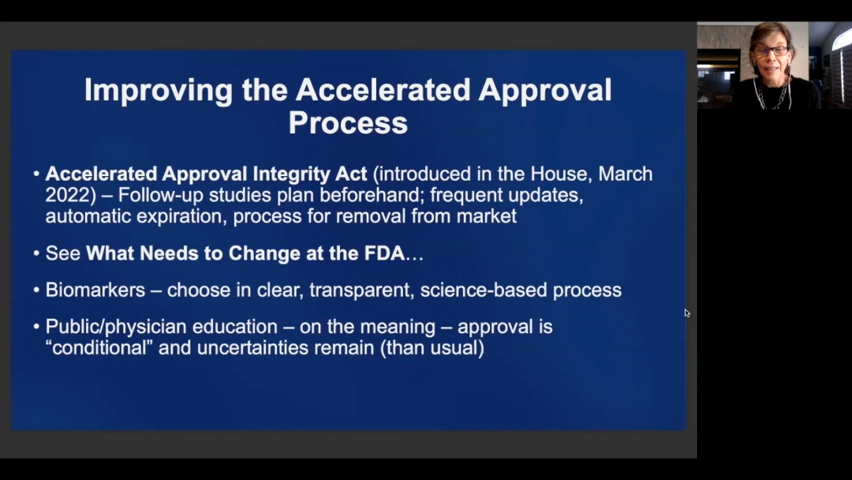 Improving the Accelerated Approval
Process
• Accelerated Approval Integrity Act (introduced in the House, March
2022) – Follow-up studies plan beforehand; frequent updates,
automatic expiration, process for removal from market
• See What Needs to Change at the FDA…
• Biomarkers – choose in clear, transparent, science-based process
• Public/physician education – on the meaning – approval is
“conditional” and uncertainties remain (than usual)